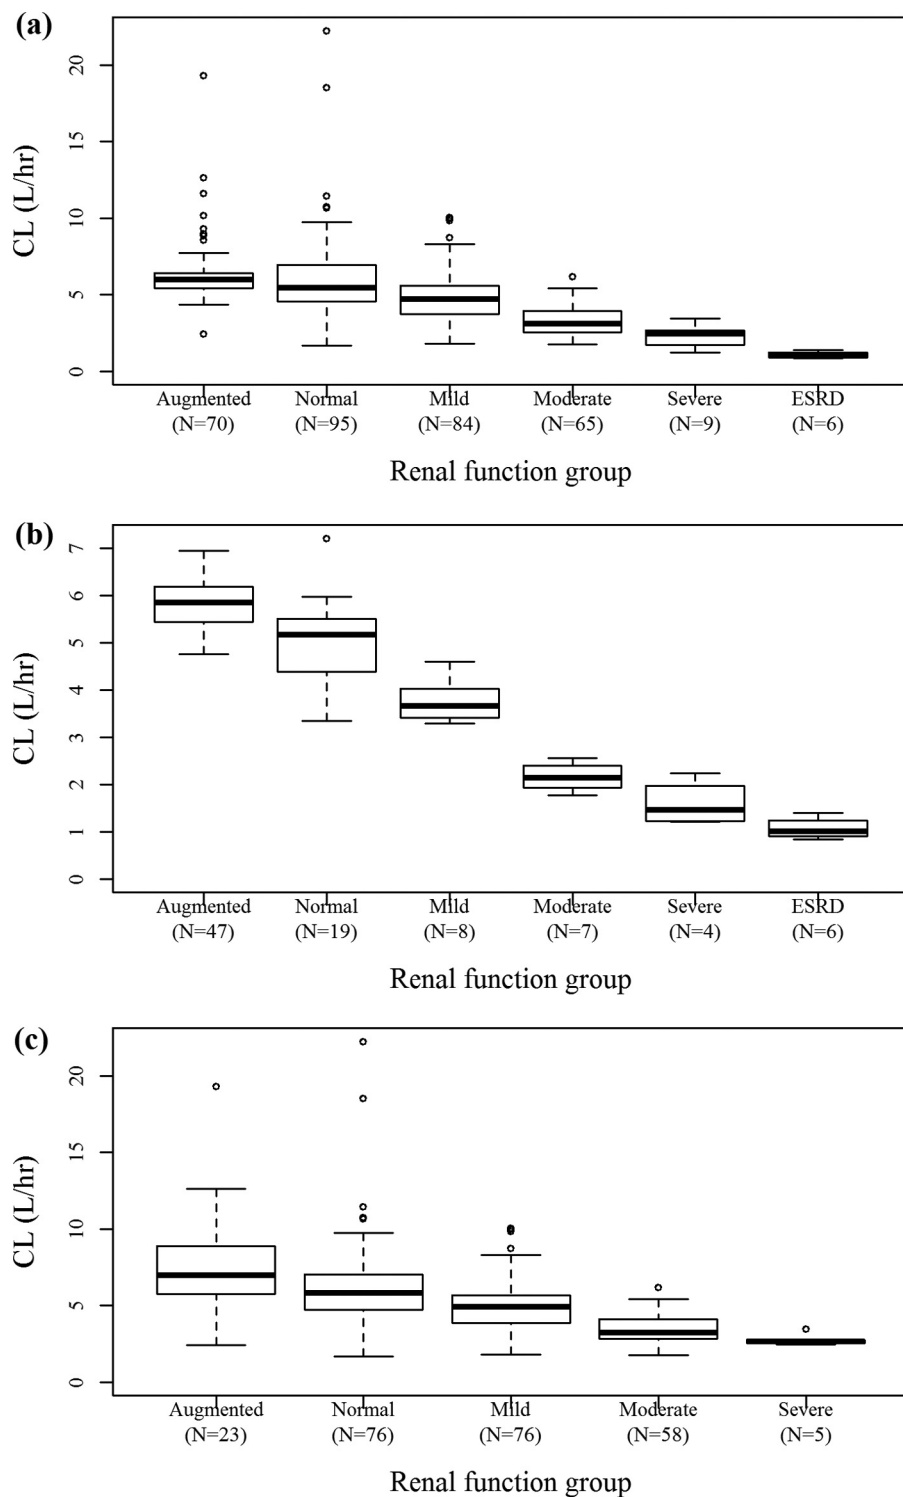 (a)
CL (L/hr)
20
15
10
5
0
Augmented Normal Mild Moderate Severe ESRD
(N=70) (N=95) (N=84) (N=65) (N=9) (N=6)
Renal function group
(b)
CL (L/hr)
7
6
5
4
3
2
1
0
Augmented Normal Mild Moderate Severe ESRD
(N=47) (N=19) (N=8) (N=7) (N=4) (N=6)
Renal function group
(c)
CL (L/hr)
20
15
10
5
0
Augmented Normal Mild Moderate Severe
(N=23) (N=76) (N=76) (N=58) (N=5)
Renal function group